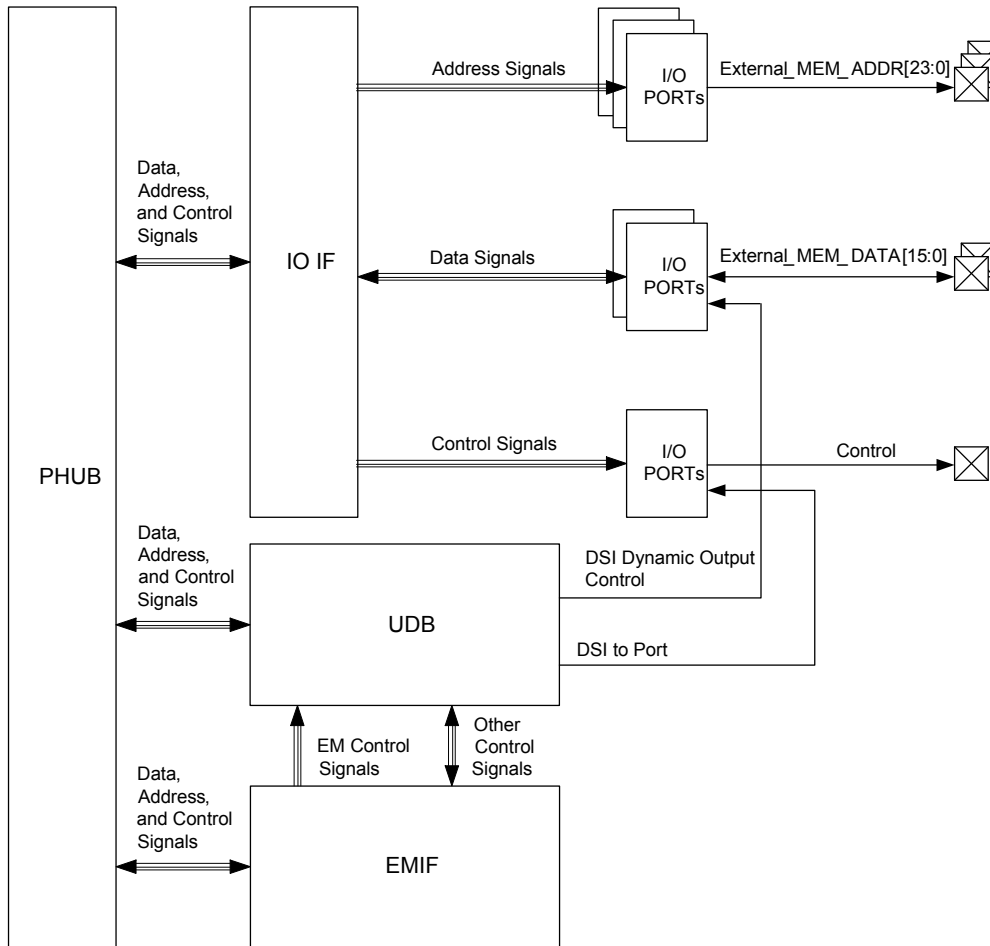 Address Signals
I/O
PORTs
External_MEM_ADDR[23:0]
Data,
Address,
and Control
Signals
IO IF
Data Signals
I/O
PORTs
External_MEM_DATA[15:0]
Control Signals
I/O
PORTs
Control
PHUB
Data,
Address,
and Control
Signals
UDB
DSI Dynamic Output
Control
DSI to Port
EM Control
Signals
Other
Control
Signals
Data,
Address,
and Control
Signals
EMIF